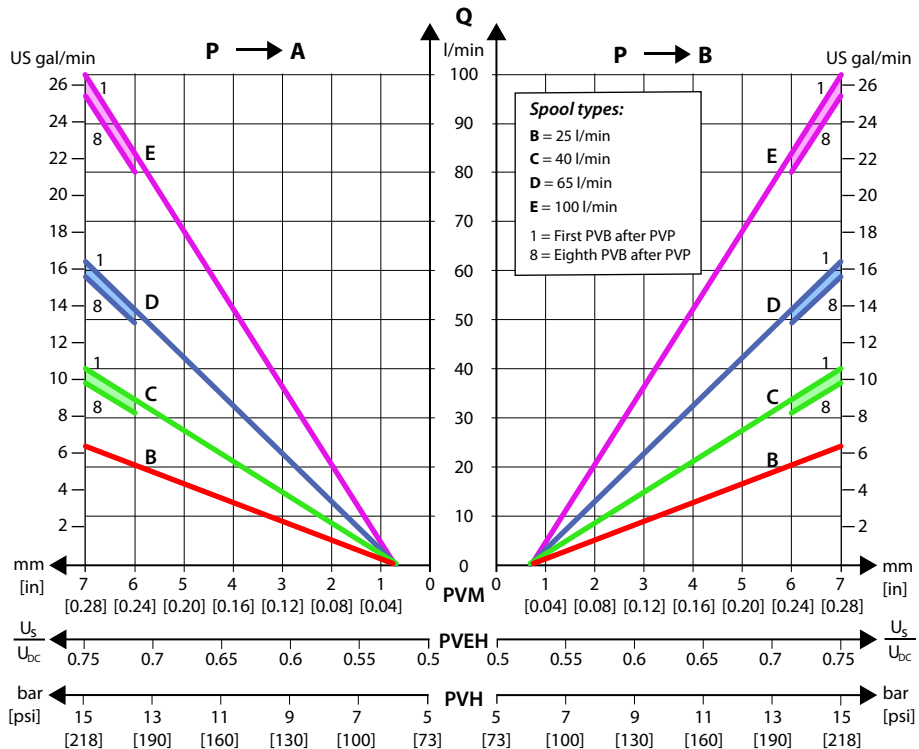 Q
P A
P B
US gal/min
l/min
US gal/min
26
24
22
20
18
16
14
12
10
8
6
4
2
1
8
E
1
8
D
1
8
C
B
100
90
80
70
60
50
40
30
20
10
0
Spool types:
B = 25 l/min
C = 40 l/min
D = 65 l/min
E = 100 l/min
1 = First PVB after PVP
8 = Eighth PVB after PVP
E
1
8
D
1
8
C
1
8
B
26
24
22
20
18
16
14
12
10
8
6
4
2
mm 7 6 5 4 3 2 1 0 PVM 0 1 2 3 4 5 6 7 mm
[in] [0.28] [0.24] [0.20] [0.16] [0.12] [0.08] [0.04] [0.04] [0.08] [0.12] [0.16] [0.20] [0.24] [0.28] [in]
US PVEH US
UDC 0.75 0.7 0.65 0.6 0.55 0.5 0.5 0.55 0.6 0.65 0.7 0.75 UDC
bar PVH bar
[psi] 15 13 11 9 7 5 5 7 9 11 13 15 [psi]
[218] [190] [160] [130] [100] [73] [73] [100] [130] [160] [190] [218]